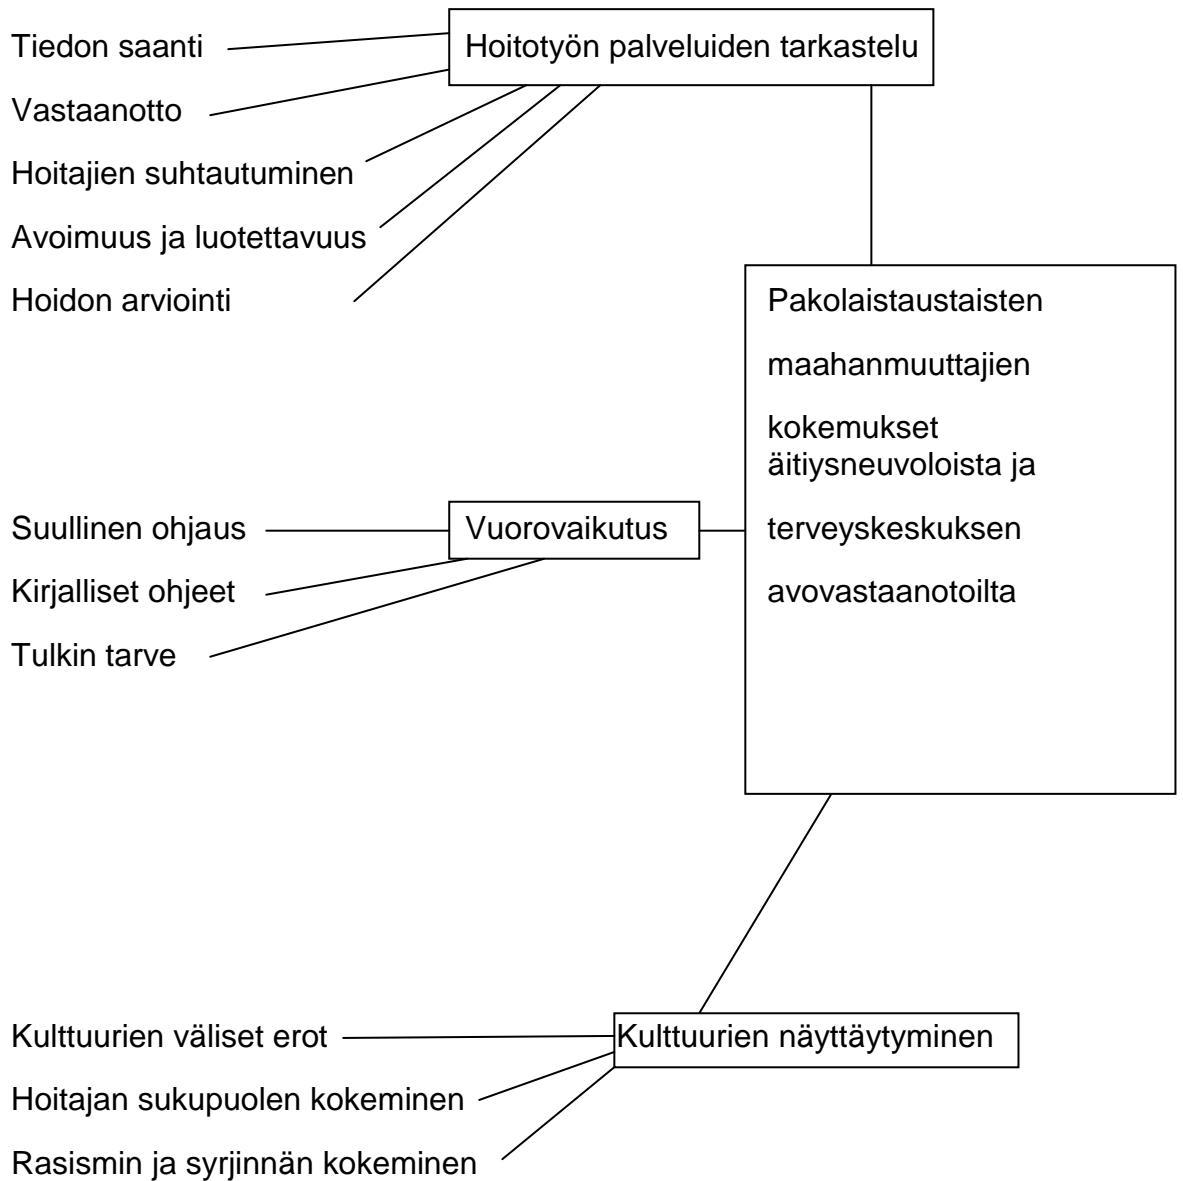 Tiedon saanti
Hoitotyön palveluiden tarkastelu
Vastaanotto
Hoitajien suhtautuminen
Avoimuus ja luotettavuus
Hoidon arviointi
Pakolaistaustaisten
maahanmuuttajien
kokemukset
äitiysneuvoloista ja
terveyskeskuksen
avovastaanotoilta
Suullinen ohjaus
Vuorovaikutus
Kirjalliset ohjeet
Tulkin tarve
Kulttuurien väliset erot
Kulttuurien näyttäytyminen
Hoitajan sukupuolen kokeminen
Rasismin ja syrjinnän kokeminen